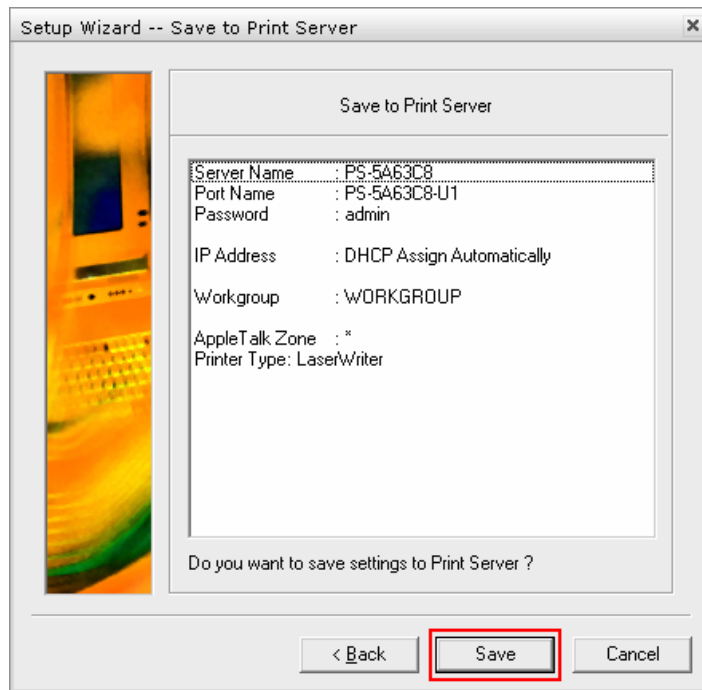 Setup Wizard -- Save to Print Server
Save to Print Server
Server Name : PS-5A63C8
Port Name : PS-5A63C8-U1
Password : admin
IP Address : DHCP Assign Automatically
Workgroup : WORKGROUP
AppleTalk Zone : *
Printer Type: LaserWriter
Do you want to save settings to Print Server ?
< Back Save Cancel